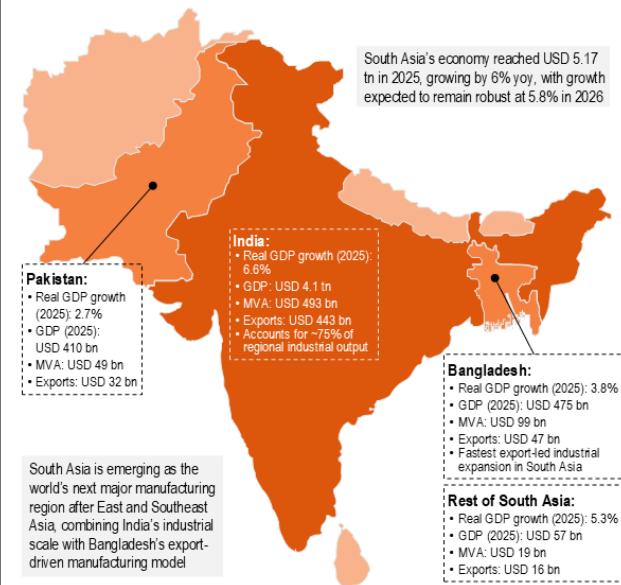 South Asia's economy reached USD 5.17
tn in 2025, growing by 6% yoy, with growth
expected to remain robust at 5.8% in 2026
India:
• Real GDP growth (2025):
6.6%
• GDP: USD 4.1 tn
• MVA: USD 493 bn
• Exports: USD 443 bn
• Accounts for ~75% of
regional industrial output
Pakistan:
• Real GDP growth
(2025): 2.7%
• GDP (2025):
USD 410 bn
• MVA: USD 49 bn
• Exports: USD 32 bn
Bangladesh:
• Real GDP growth (2025): 3.8%
• GDP (2025): USD 475 bn
• MVA: USD 99 bn
• Exports: USD 47 bn
• Fastest export-led industrial
expansion in South Asia
South Asia is emerging as the
world's next major manufacturing
region after East and Southeast
Asia, combining India's industrial
scale with Bangladesh's export-
driven manufacturing model
Rest of South Asia:
• Real GDP growth (2025): 5.3%
• GDP (2025): USD 57 bn
• MVA: USD 19 bn
• Exports: USD 16 bn